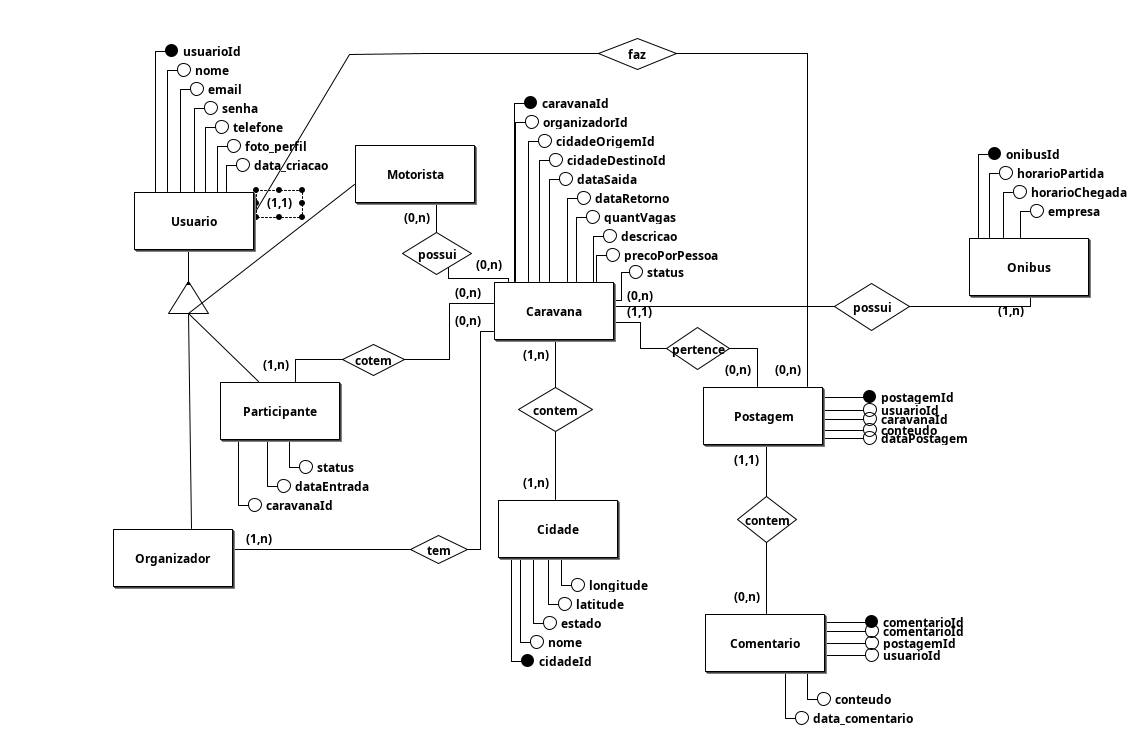 usuarioId
nome
email
senha
telefone
foto_perfil
data_criacao
(1,1)
Usuario
faz
Motorista
(0,n)
possui
(0,n)
caravanaId
organizadorId
cidadeOrigemId
cidadeDestinoId
dataSaida
dataRetorno
quantVagas
descricao
precoPorPessoa
status
Caravana
onibusId
horarioPartida
horarioChegada
empresa
Onibus
(0,n)
possui
(1,n)
(1,1)
pertence
(0,n)
(0,n)
(0,n)
cotem
(1,n)
(0,n)
Participante
status
dataEntrada
caravanaId
(1,n)
contem
(1,n)
Postagem
postagemId
usuarioId
caravanaId
conteudo
dataPostagem
(1,1)
contem
(0,n)
Organizador
(1,n)
tem
Cidade
longitude
latitude
estado
nome
cidadeId
Comentario
comentarioId
comentarioId
postagemId
usuarioId
conteudo
data_comentario